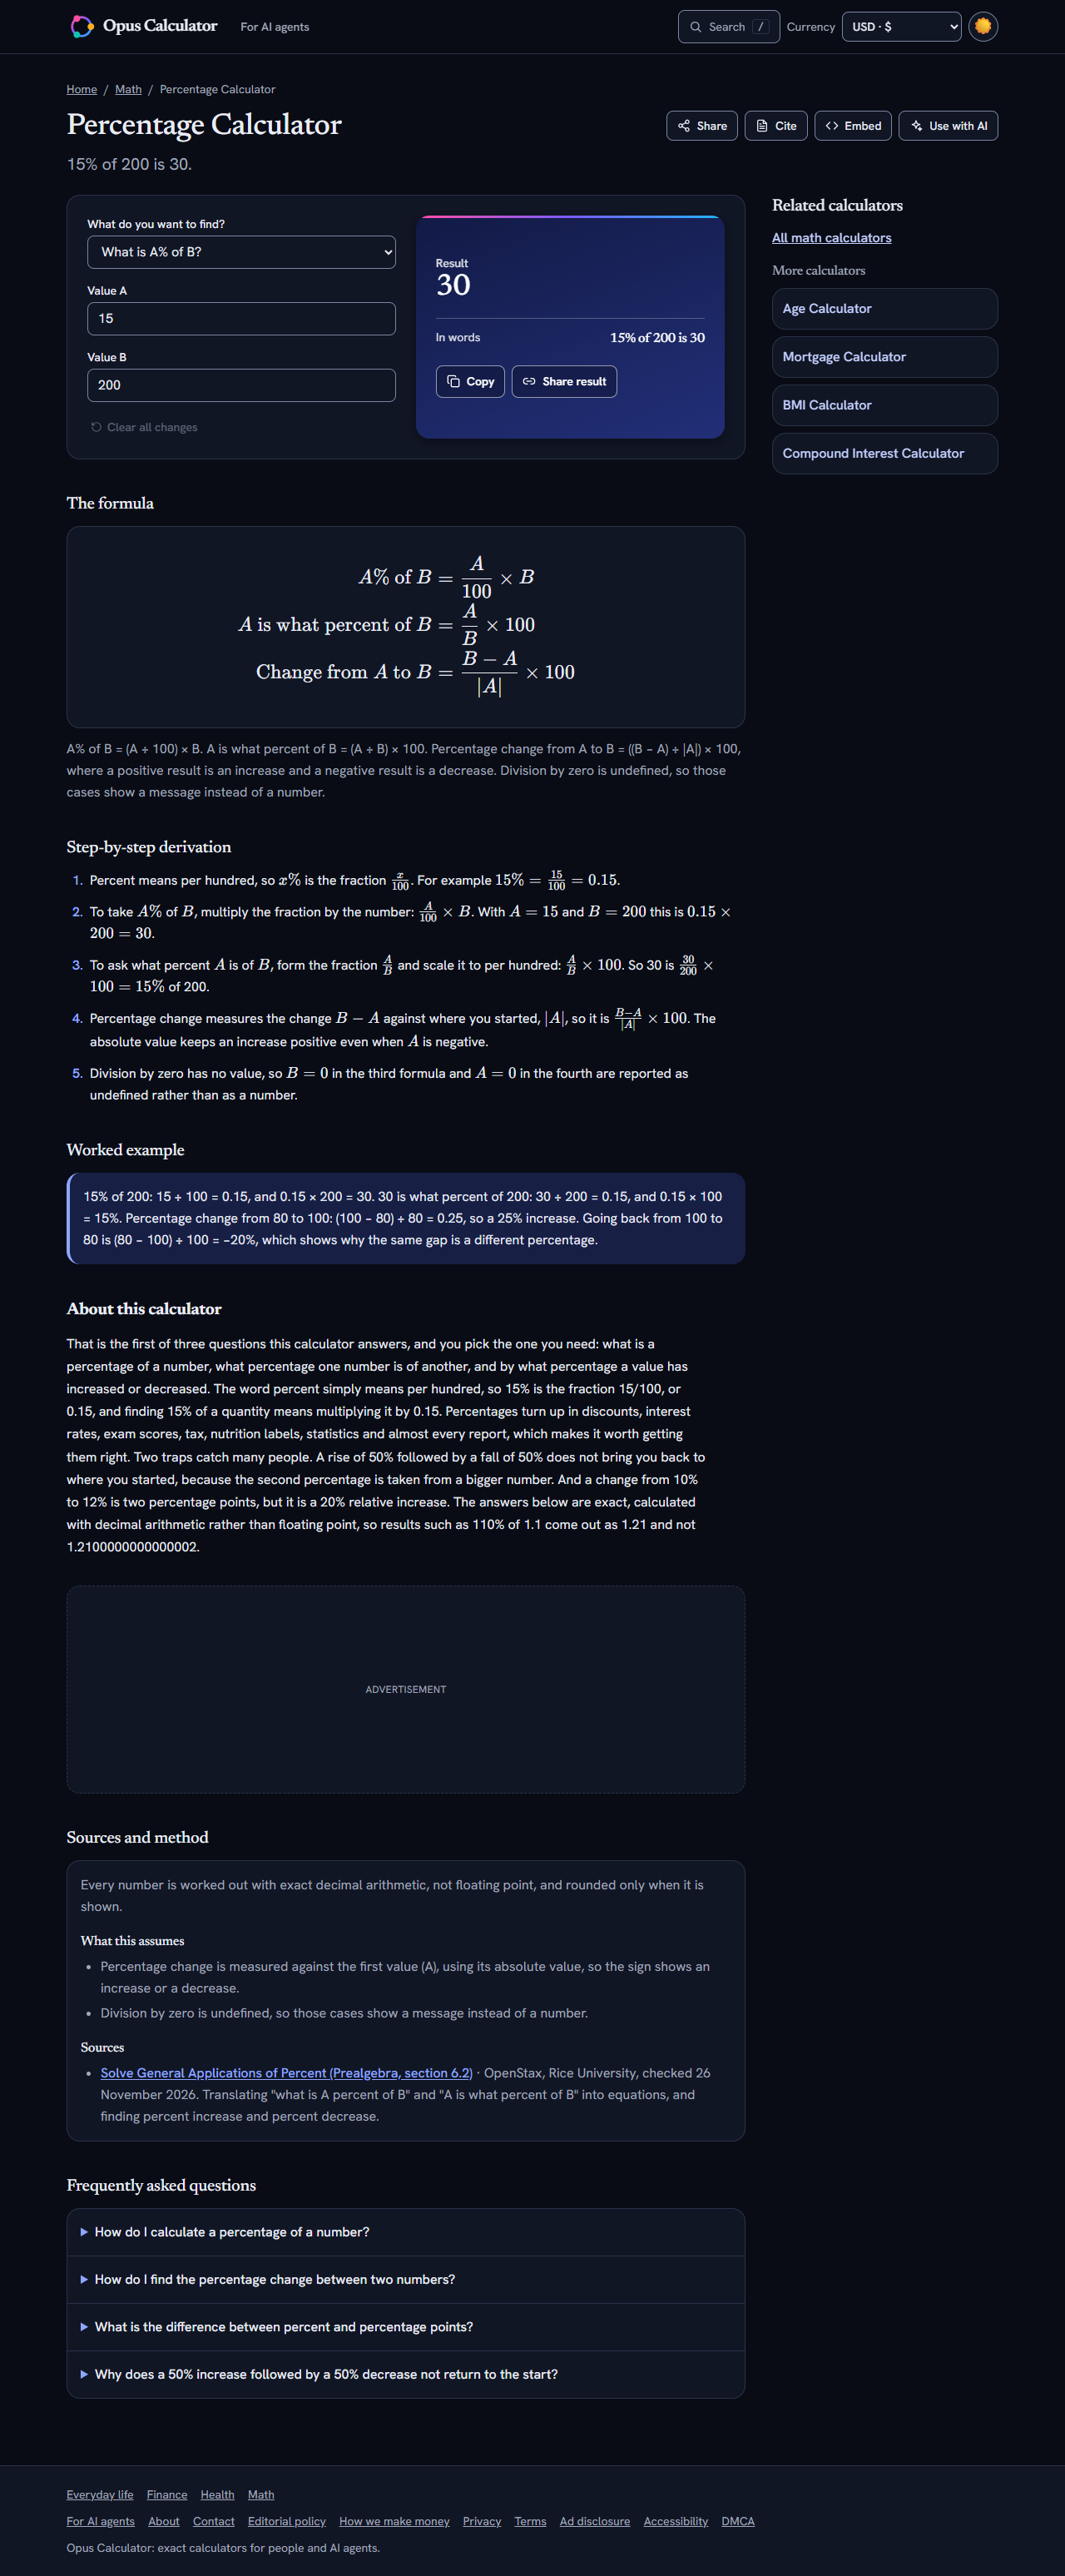 Opus Calculator
For AI agents
Search /
Currency
USD · $
Home / Math / Percentage Calculator
Percentage Calculator
Share
Cite
Embed
Use with AI
15% of 200 is 30.
What do you want to find?
What is A% of B?
Value A
15
Value B
200
Clear all changes
Result
30
In words
15% of 200 is 30
Copy
Share result
Related calculators
All math calculators
More calculators
Age Calculator
Mortgage Calculator
BMI Calculator
Compound Interest Calculator
The formula
A% of B = A/100 × B
A is what percent of B = A/B × 100
Change from A to B = (B − A)/|A| × 100
A% of B = (A ÷ 100) × B. A is what percent of B = (A ÷ B) × 100. Percentage change from A to B = ((B − A) ÷ |A|) × 100,
where a positive result is an increase and a negative result is a decrease. Division by zero is undefined, so those
cases show a message instead of a number.
Step-by-step derivation
1. Percent means per hundred, so x% is the fraction x/100. For example 15% = 15/100 = 0.15.
2. To take A% of B, multiply the fraction by the number: A/100 × B. With A = 15 and B = 200 this is 0.15 ×
200 = 30.
3. To ask what percent A is of B, form the fraction A/B and scale it to per hundred: A/B × 100. So 30 is 30/200 ×
100 = 15% of 200.
4. Percentage change measures the change B − A against where you started, |A|, so it is (B−A)/|A| × 100. The
absolute value keeps an increase positive even when A is negative.
5. Division by zero has no value, so B = 0 in the third formula and A = 0 in the fourth are reported as
undefined rather than as a number.
Worked example
15% of 200: 15 ÷ 100 = 0.15, and 0.15 × 200 = 30. 30 is what percent of 200: 30 ÷ 200 = 0.15, and 0.15 × 100
= 15%. Percentage change from 80 to 100: (100 − 80) ÷ 80 = 0.25, so a 25% increase. Going back from 100 to
80 is (80 − 100) ÷ 100 = −20%, which shows why the same gap is a different percentage.
About this calculator
That is the first of three questions this calculator answers, and you pick the one you need: what is a
percentage of a number, what percentage one number is of another, and by what percentage a value has
increased or decreased. The word percent simply means per hundred, so 15% is the fraction 15/100, or
0.15, and finding 15% of a quantity means multiplying it by 0.15. Percentages turn up in discounts, interest
rates, exam scores, tax, nutrition labels, statistics and almost every report, which makes it worth getting
them right. Two traps catch many people. A rise of 50% followed by a fall of 50% does not bring you back to
where you started, because the second percentage is taken from a bigger number. And a change from 10%
to 12% is two percentage points, but it is a 20% relative increase. The answers below are exact, calculated
with decimal arithmetic rather than floating point, so results such as 110% of 1.1 come out as 1.21 and not
1.2100000000000002.
ADVERTISEMENT
Sources and method
Every number is worked out with exact decimal arithmetic, not floating point, and rounded only when it is
shown.
What this assumes
• Percentage change is measured against the first value (A), using its absolute value, so the sign shows an
increase or a decrease.
• Division by zero is undefined, so those cases show a message instead of a number.
Sources
• Solve General Applications of Percent (Prealgebra, section 6.2) · OpenStax, Rice University, checked 26
November 2026. Translating "what is A percent of B" and "A is what percent of B" into equations, and
finding percent increase and percent decrease.
Frequently asked questions
How do I calculate a percentage of a number?
How do I find the percentage change between two numbers?
What is the difference between percent and percentage points?
Why does a 50% increase followed by a 50% decrease not return to the start?
Everyday life Finance Health Math
For AI agents About Contact Editorial policy How we make money Privacy Terms Ad disclosure Accessibility DMCA
Opus Calculator: exact calculators for people and AI agents.